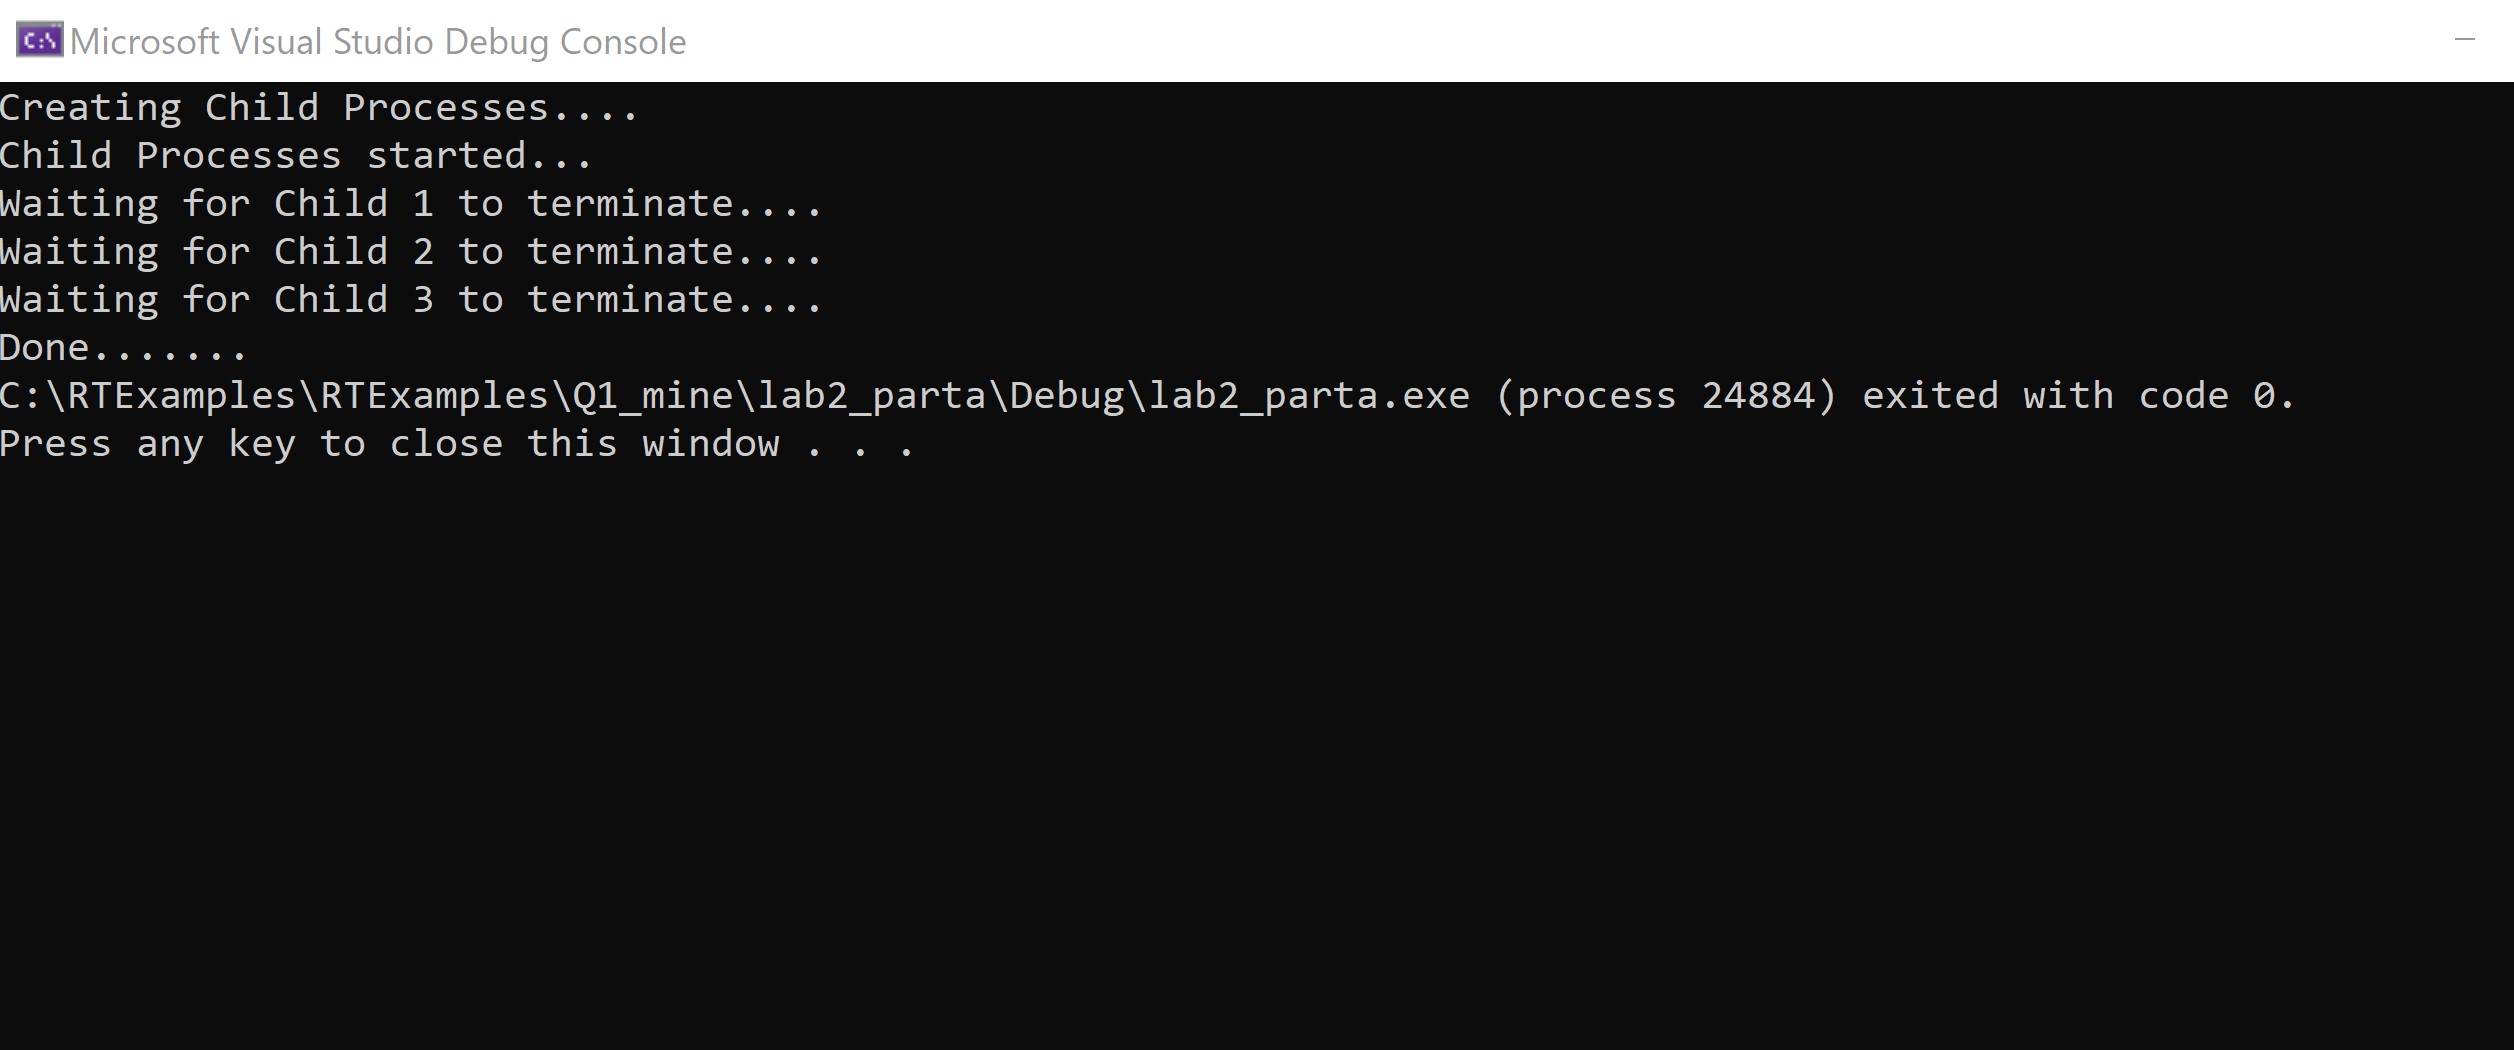 C:\ Microsoft Visual Studio Debug Console
Creating Child Processes....
Child Processes started...
Waiting for Child 1 to terminate....
Waiting for Child 2 to terminate....
Waiting for Child 3 to terminate....
Done.......
C:\RTExamples\RTExamples\Q1_mine\lab2_parta\Debug\lab2_parta.exe (process 24884) exited with code 0.
Press any key to close this window . . .